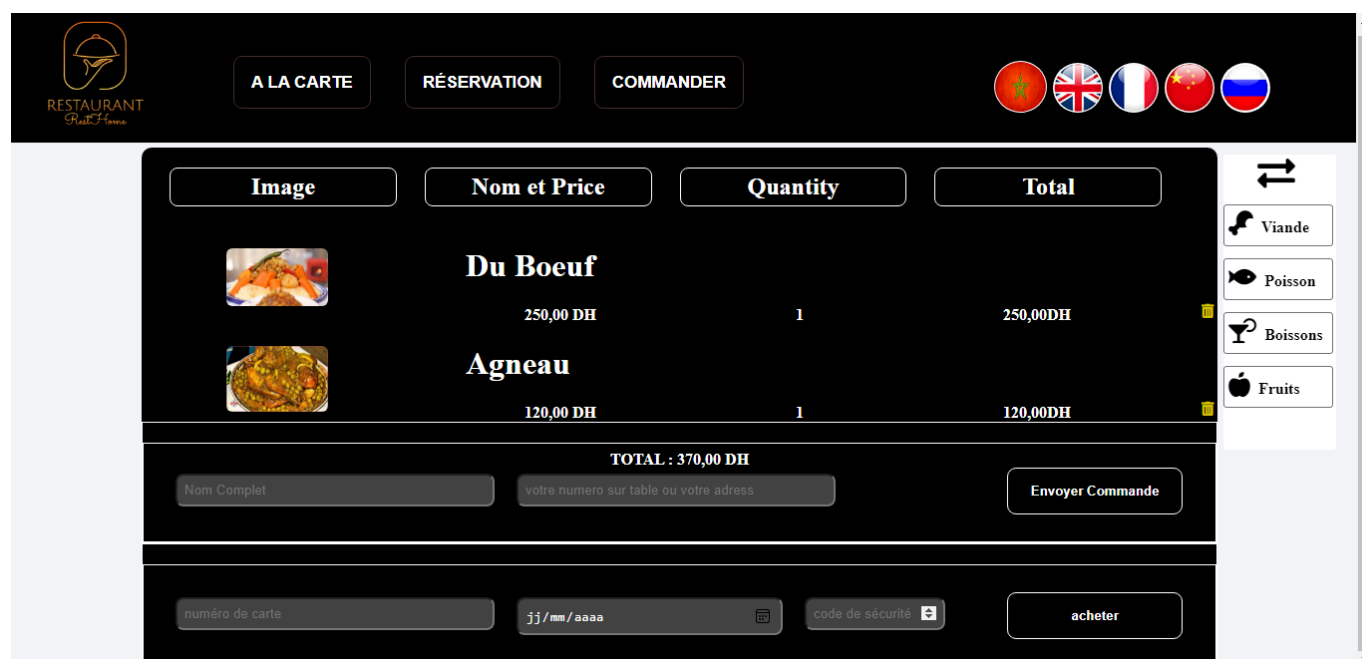 RESTAURANT
RestHome
A LA CARTE RÉSERVATION COMMANDER
Image Nom et Price Quantity Total
Du Boeuf
250,00 DH 1 250,00DH
Agneau
120,00 DH 1 120,00DH
TOTAL : 370,00 DH
Nom Complet votre numero sur table ou votre adress Envoyer Commande
numéro de carte jj/mm/aaaa code de sécurité acheter
Viande
Poisson
Boissons
Fruits